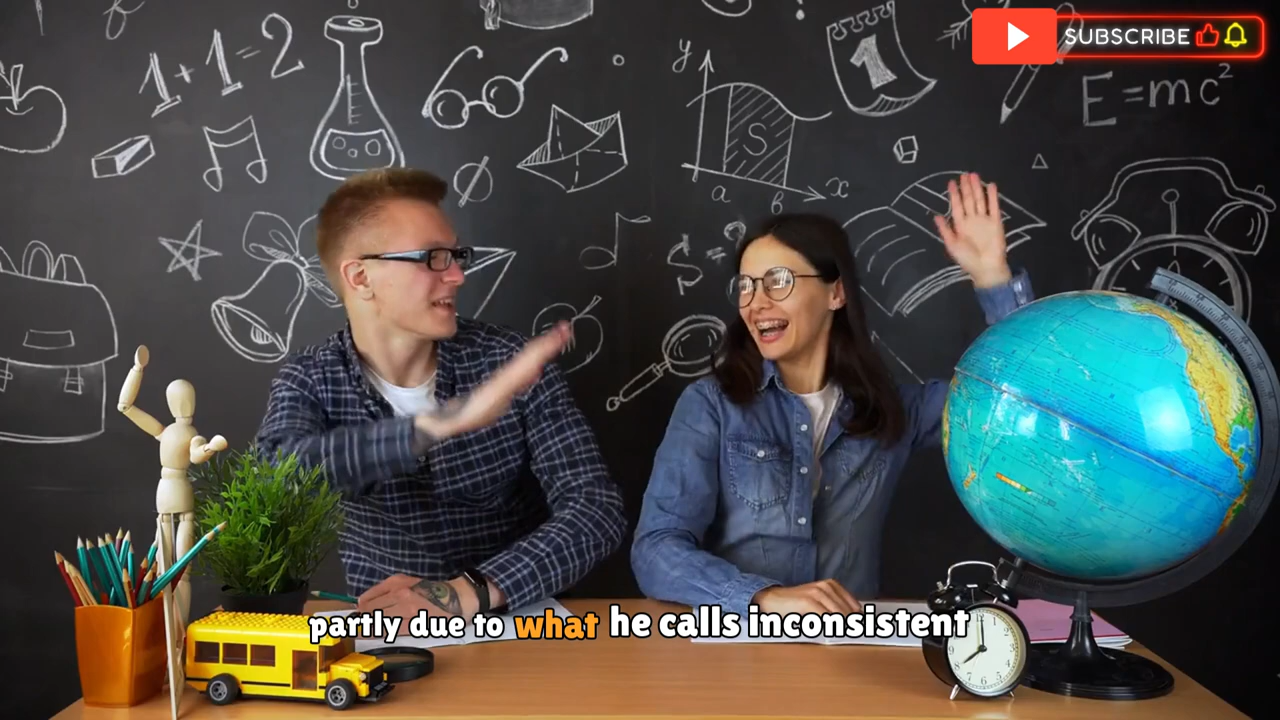 SUBSCRIBE
1+1=2
y
1
E=mc²
S
a
b
x
S=?
partly due to what he calls inconsistent